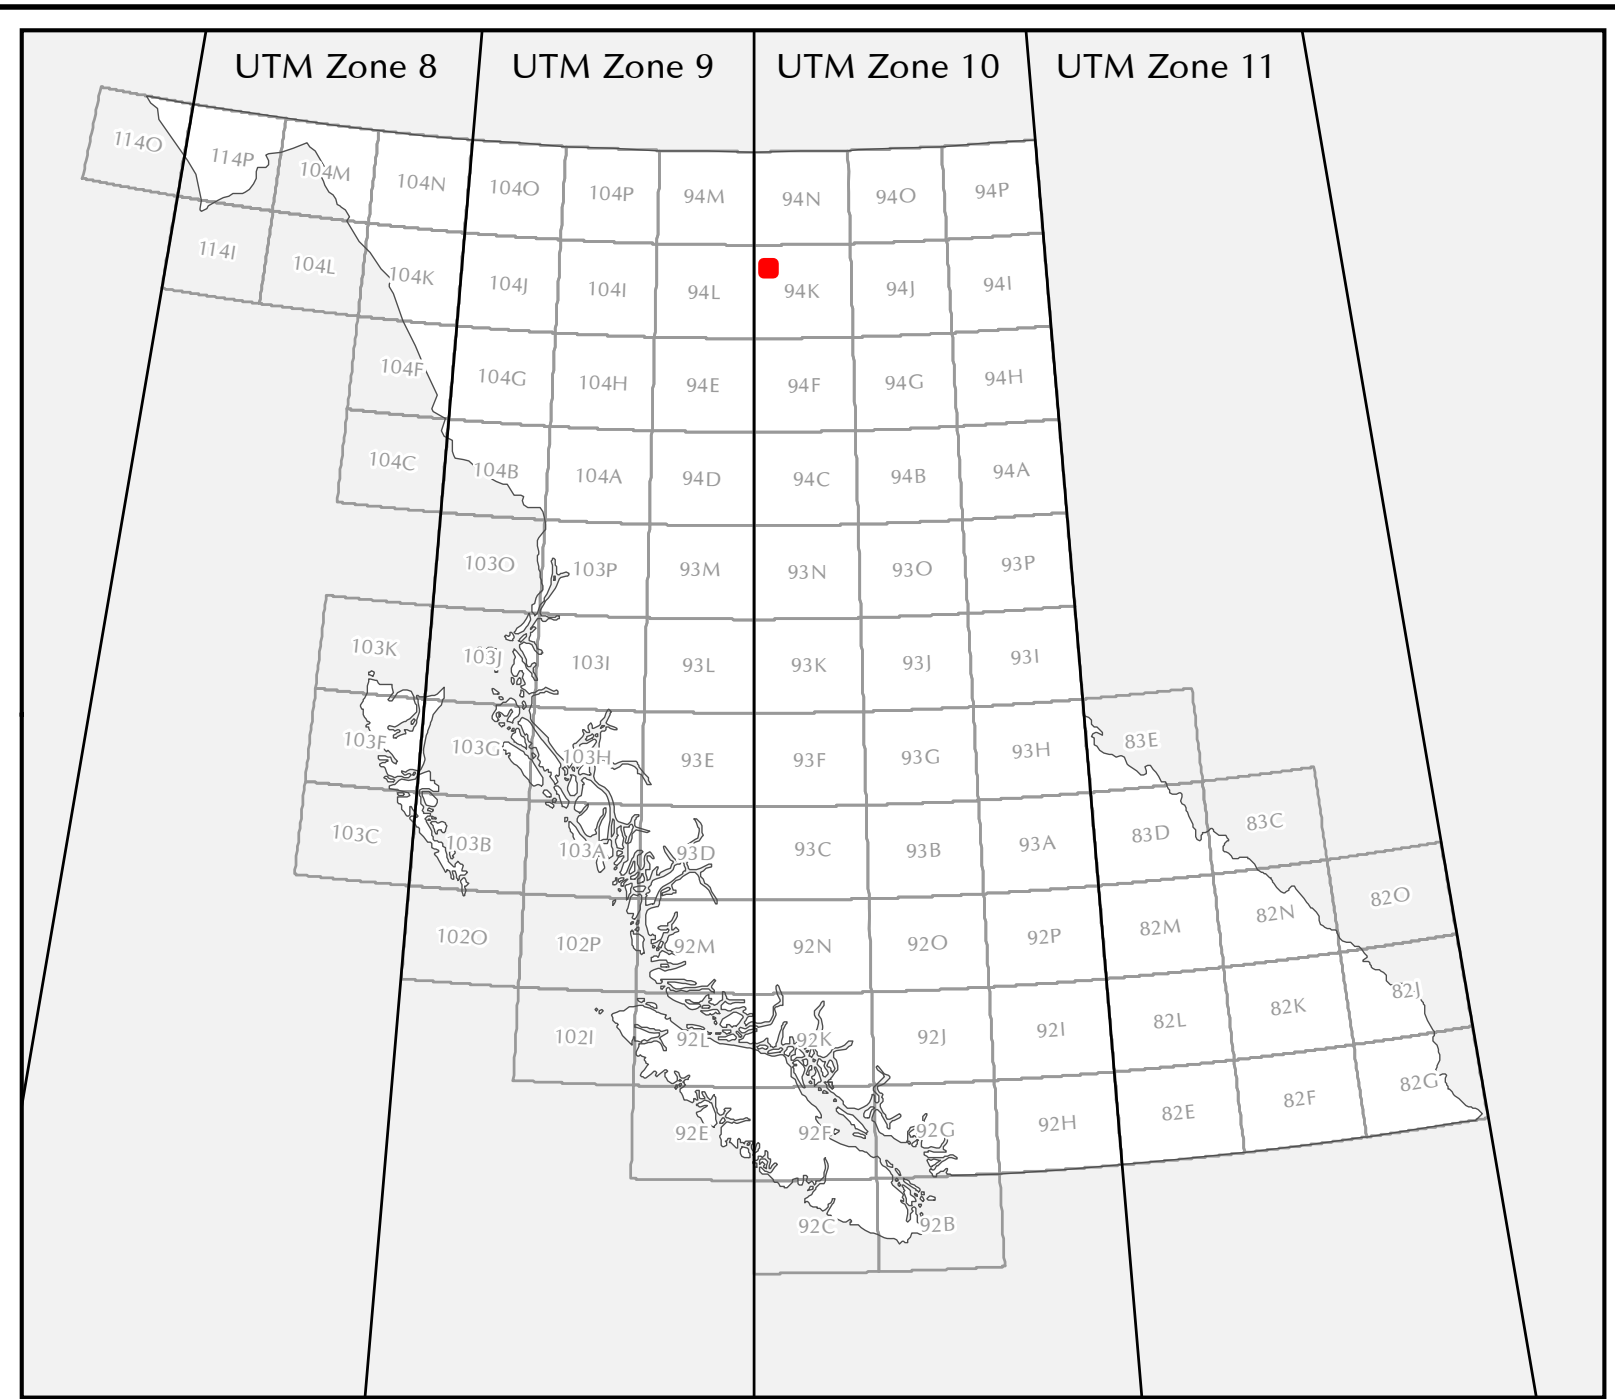 UTM Zone 8 UTM Zone 9 UTM Zone 10 UTM Zone 11
114O 114P 104M 104N 104O 104P 94M 94N 94O 94P
114I 104L 104K 104J 104I 94L 94K 94J 94I
104F 104G 104H 94E 94F 94G 94H
104C 104B 104A 94D 94C 94B 94A
103O 103P 93M 93N 93O 93P
103K 103J 103I 93L 93K 93J 93I
103F 103G 103H 93E 93F 93G 93H 83E
103C 103B 103A 93D 93C 93B 93A 83D 83C
102O 102P 92M 92N 92O 92P 82M 82N 82O
102I 92L 92K 92J 92I 82L 82K 82J
92E 92F 92G 92H 82E 82F 82G
92C 92B